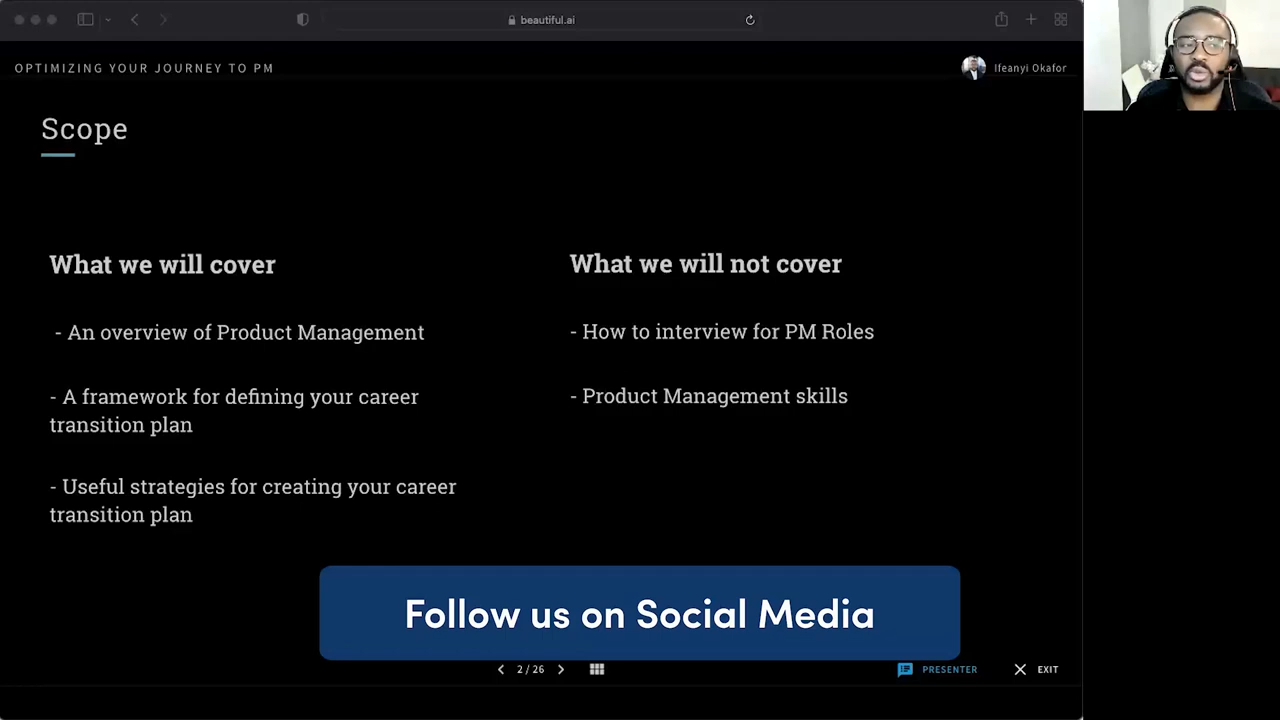 beautiful.ai
OPTIMIZING YOUR JOURNEY TO PM
Ifeanyi Okafor
Scope
What we will cover
- An overview of Product Management
- A framework for defining your career
transition plan
- Useful strategies for creating your career
transition plan
What we will not cover
- How to interview for PM Roles
- Product Management skills
Follow us on Social Media
2 / 26
PRESENTER
EXIT